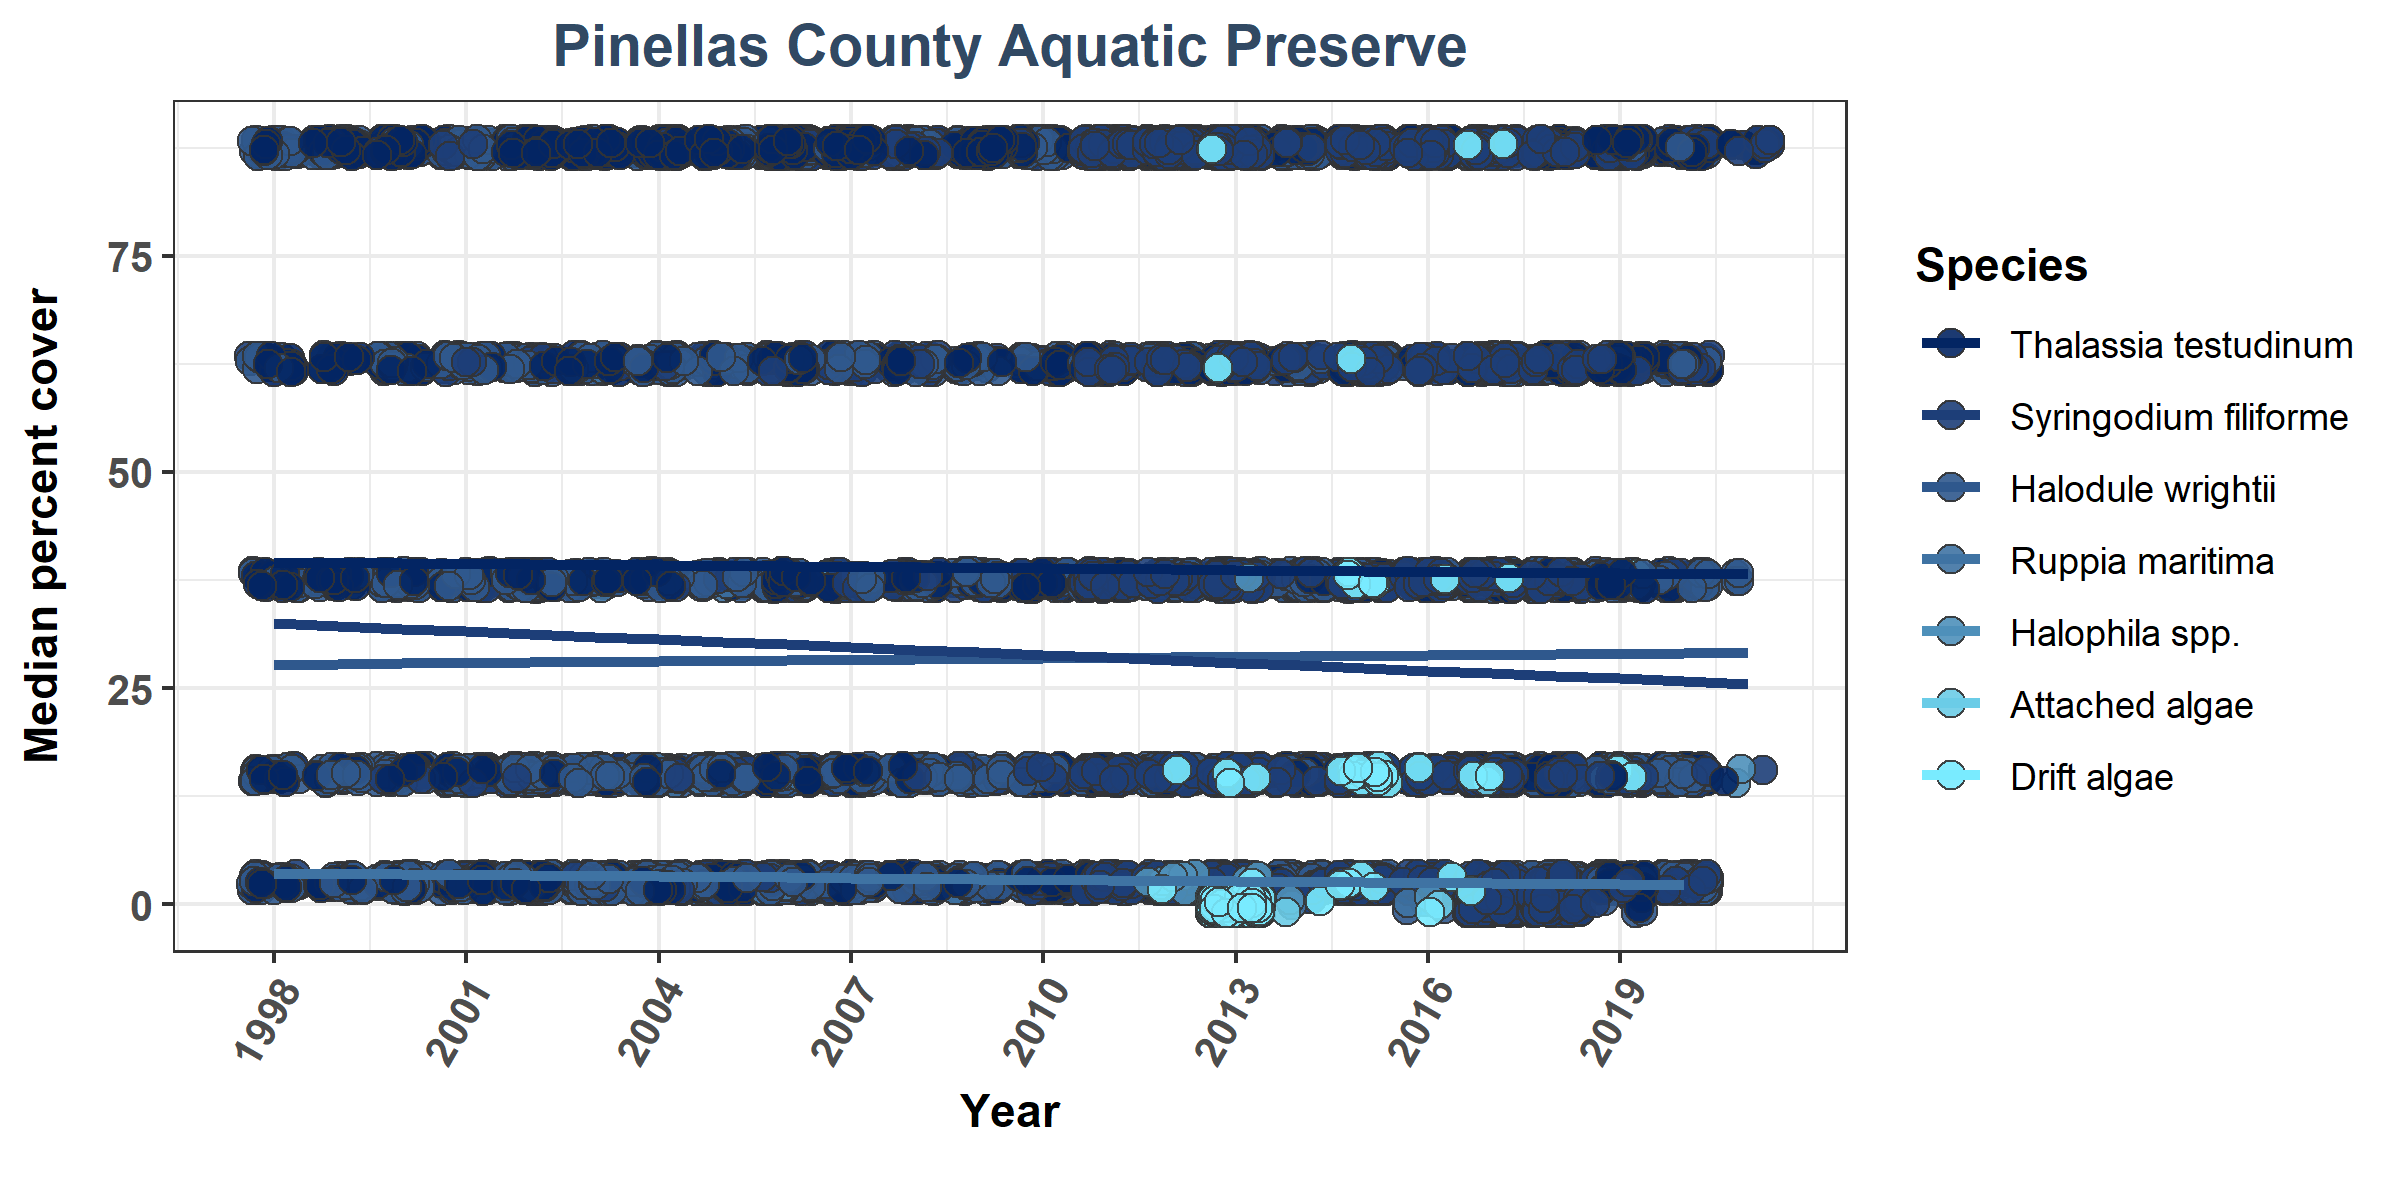 Pinellas County Aquatic Preserve
Median percent cover
75
50
25
0
1998
2001
2004
2007
2010
2013
2016
2019
Year
Species
Thalassia testudinum
Syringodium filiforme
Halodule wrightii
Ruppia maritima
Halophila spp.
Attached algae
Drift algae